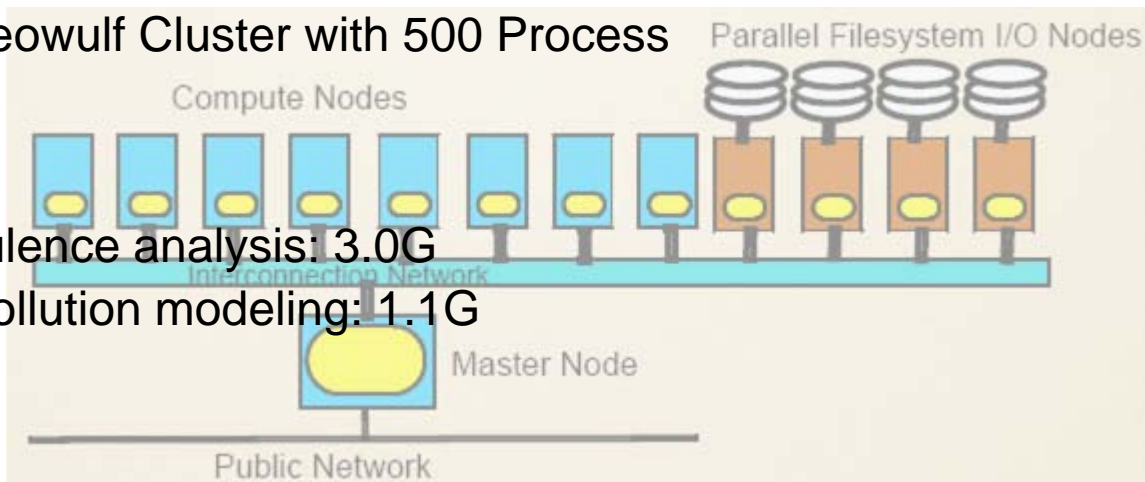 eowulf Cluster with 500 Process
Parallel Filesystem I/O Nodes
Compute Nodes
ulence analysis: 3.0G
Interconnection Network
ollution modeling: 1.1G
Master Node
Public Network